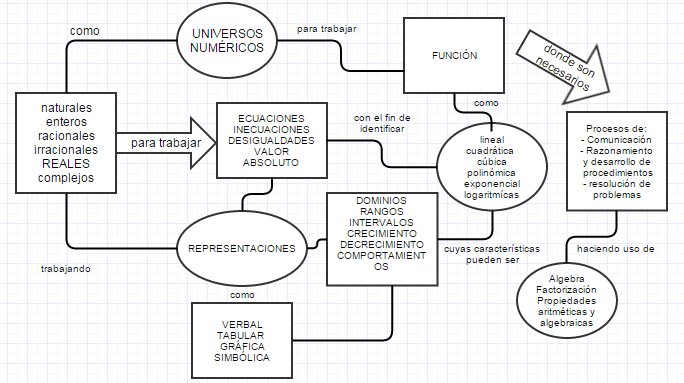 como
UNIVERSOS
NUMÉRICOS
para trabajar
FUNCIÓN
donde son
necesarios
naturales
enteros
racionales
irracionales
REALES
complejos
para trabajar
ECUACIONES
INECUACIONES
DESIGUALDADES
VALOR
ABSOLUTO
con el fin de
identificar
como
lineal
cuadrática
cúbica
polinómica
exponencial
logaritmícas
Procesos de:
- Comunicación
- Razonamiento
y desarrollo de
procedimientos
- resolución de
problemas
trabajando
REPRESENTACIONES
como
DOMINIOS
RANGOS
INTERVALOS
CRECIMIENTO
DECRECIMIENTO
COMPORTAMIENT
OS
cuyas características
pueden ser
haciendo uso de
Algebra
Factorización
Propiedades
aritméticas y
algebraicas
VERBAL
TABULAR
GRÁFICA
SIMBÓLICA